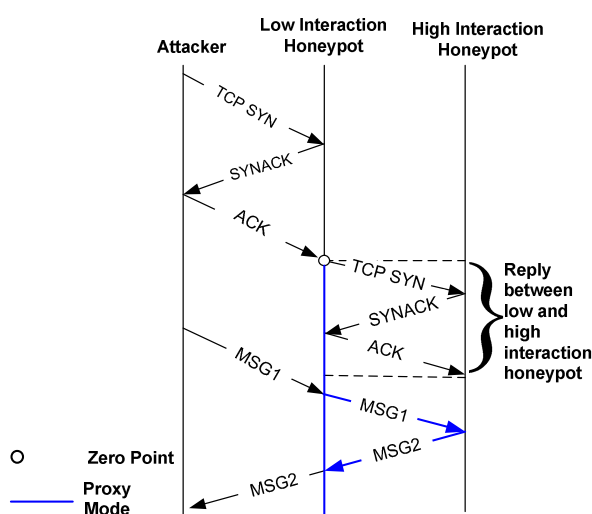 Attacker
Low Interaction
Honeypot
High Interaction
Honeypot
TCP SYN
SYNACK
ACK
TCP SYN
SYNACK
ACK
Reply
between
low and
high
interaction
honeypot
MSG1
MSG1
MSG2
MSG2
Zero Point
Proxy
Mode